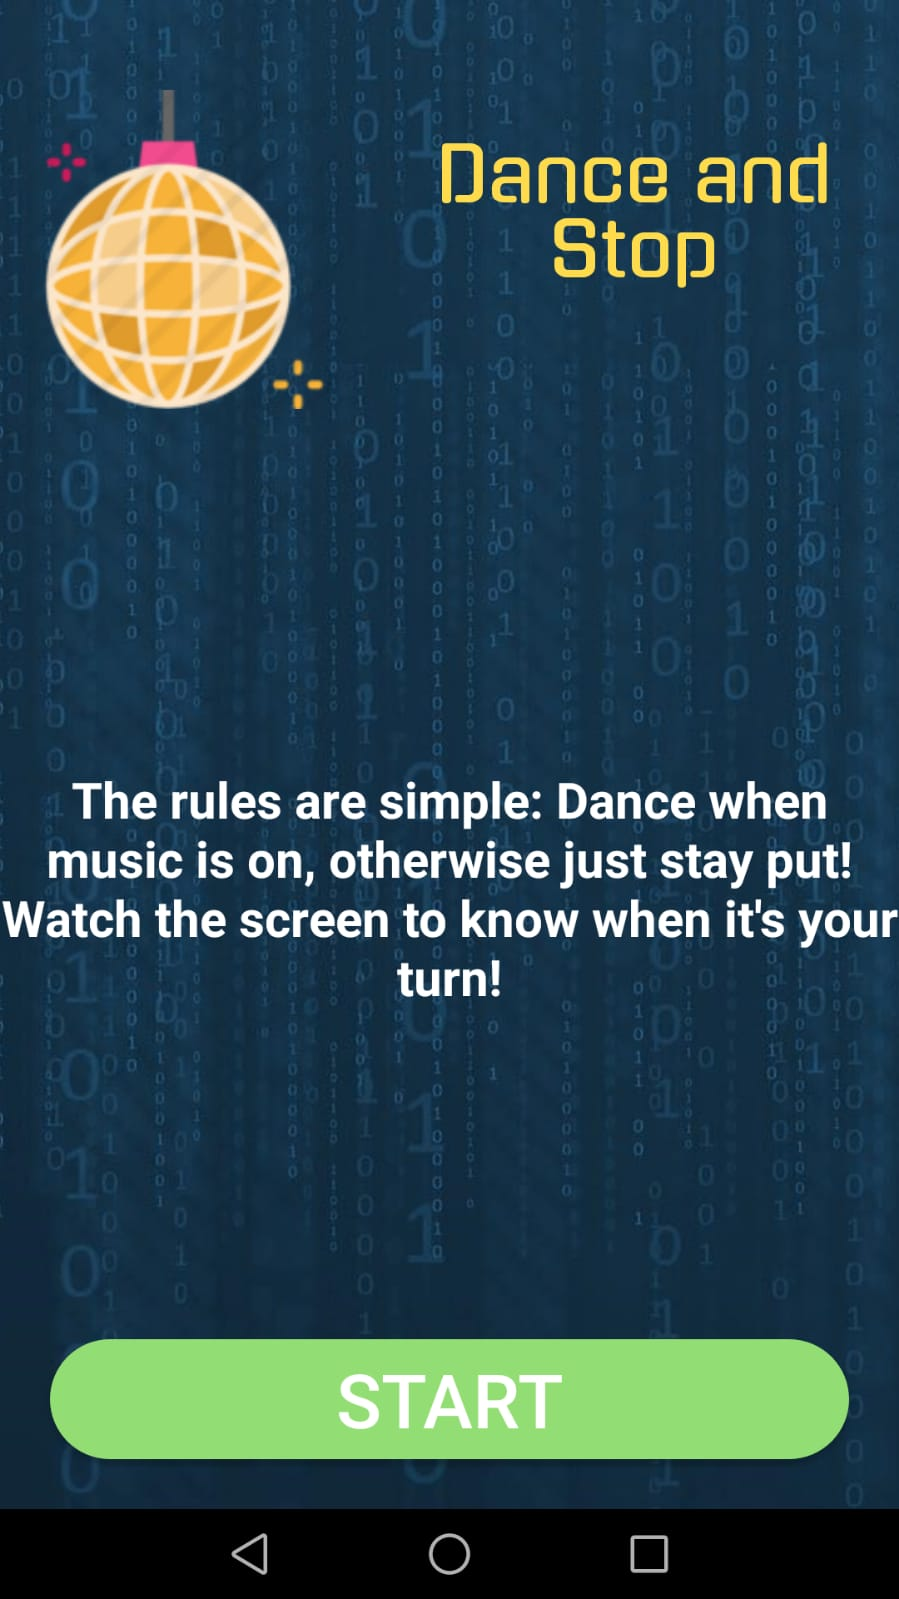 Dance and
Stop
The rules are simple: Dance when
music is on, otherwise just stay put!
Watch the screen to know when it's your
turn!
START